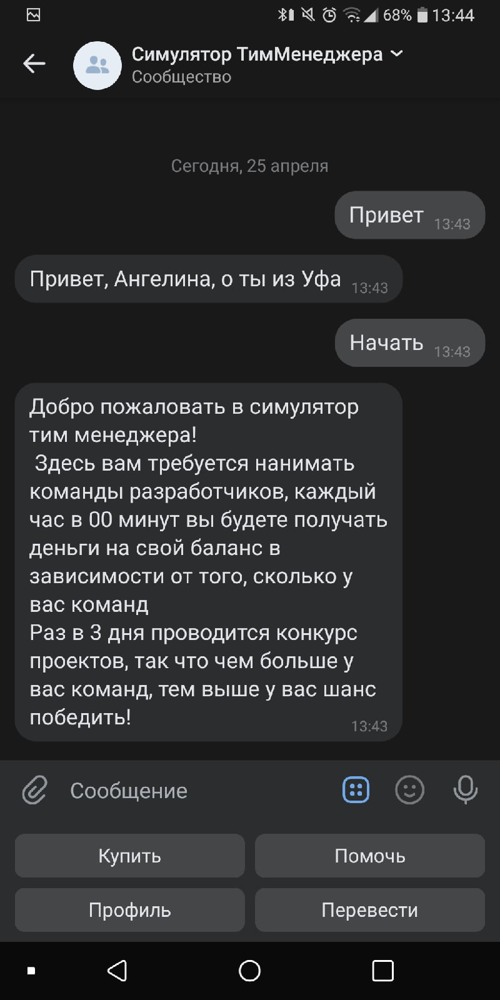 68% 13:44
Симулятор ТимМенеджера
Сообщество
Сегодня, 25 апреля
Привет 13:43
Привет, Ангелина, о ты из Уфа 13:43
Начать 13:43
Добро пожаловать в симулятор
тим менеджера!
Здесь вам требуется нанимать
команды разработчиков, каждый
час в 00 минут вы будете получать
деньги на свой баланс в
зависимости от того, сколько у
вас команд
Раз в 3 дня проводится конкурс
проектов, так что чем больше у
вас команд, тем выше у вас шанс
победить! 13:43
Сообщение
Купить Помочь
Профиль Перевести